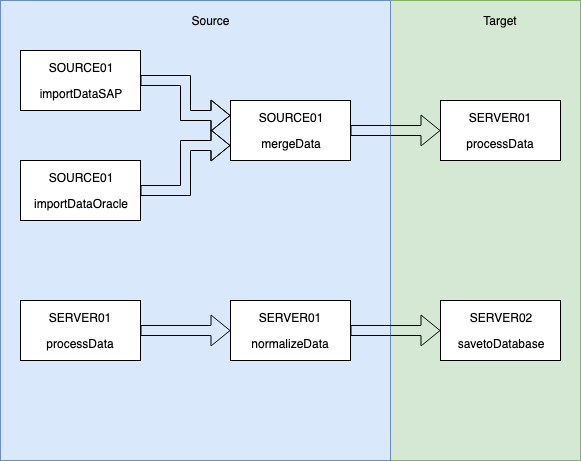 Source
Target
SOURCE01
importDataSAP
SOURCE01
importDataOracle
SOURCE01
mergeData
SERVER01
processData
SERVER01
processData
SERVER01
normalizeData
SERVER02
savetoDatabase